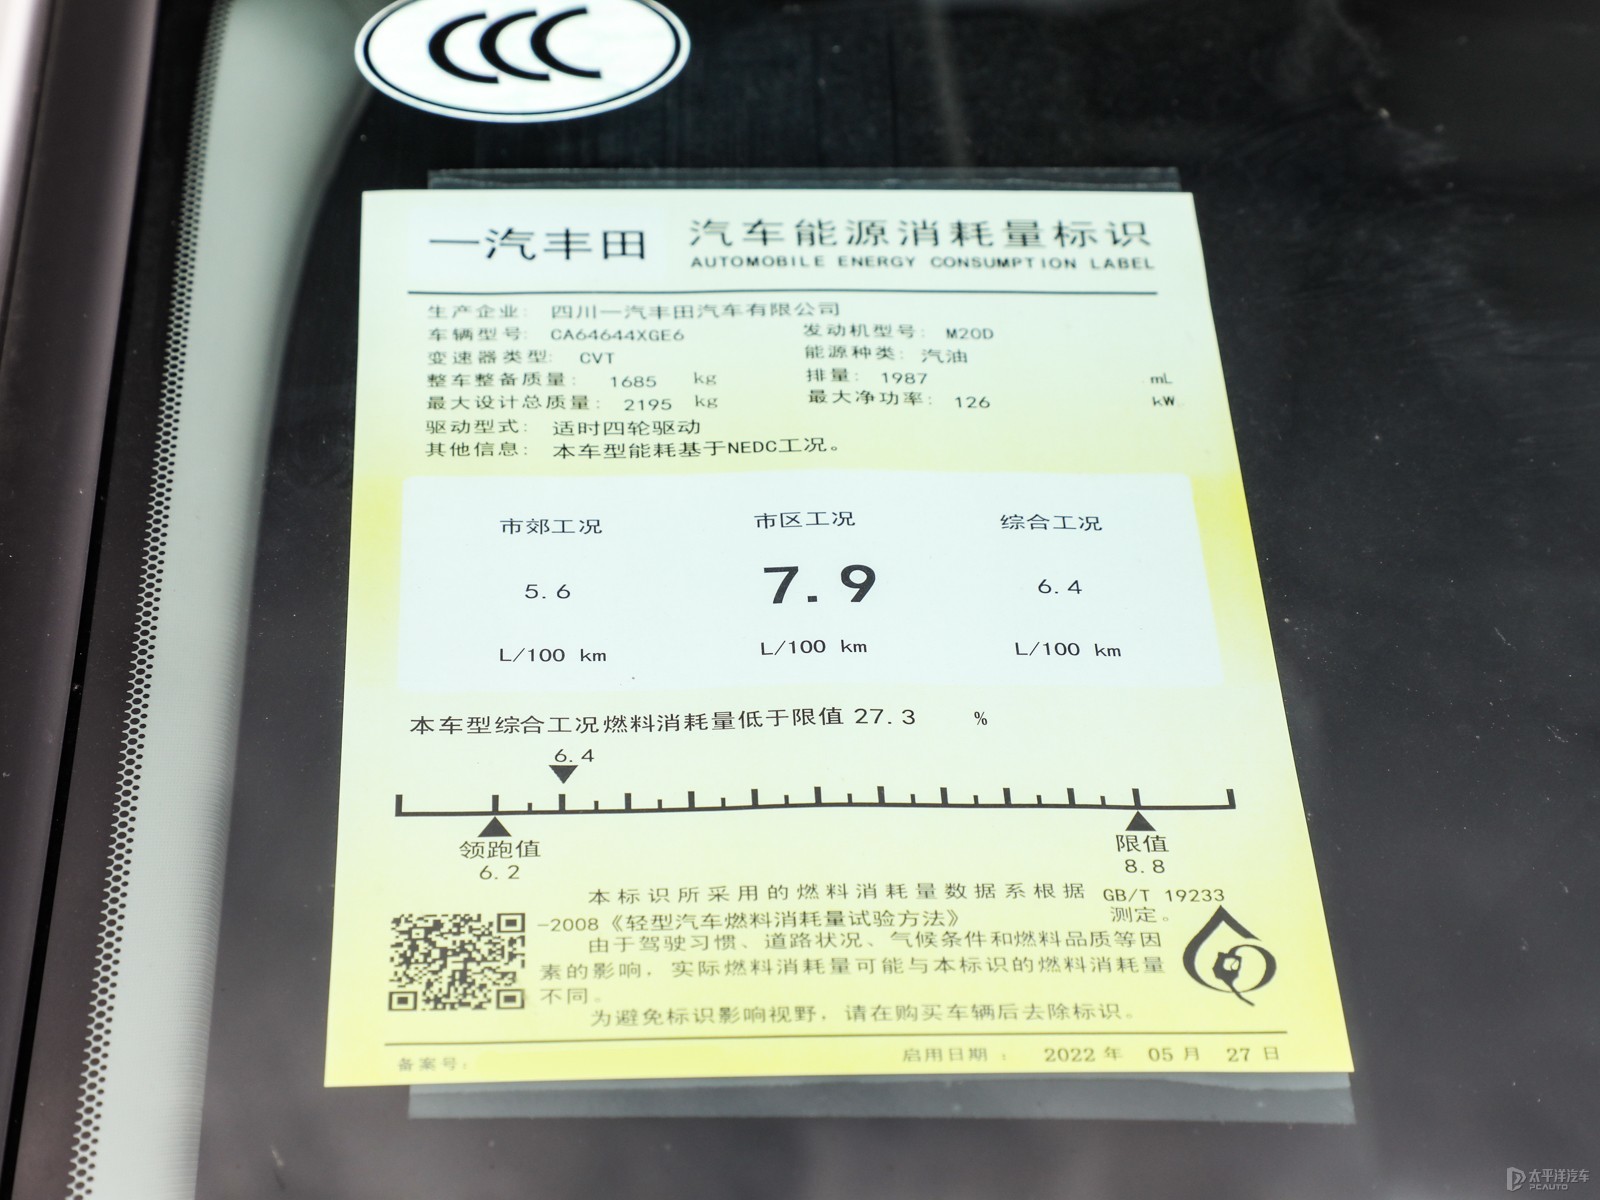 CCC
一汽丰田 汽车能源消耗量标识
AUTOMOBILE ENERGY CONSUMPTION LABEL
生产企业: 四川一汽丰田汽车有限公司
车辆型号: CA64644XGE6 发动机型号: M20D
变速器类型: CVT 能源种类: 汽油
整车整备质量: 1685 kg 排量: 1987 mL
最大设计总质量: 2195 kg 最大净功率: 126 kW
驱动型式: 适时四轮驱动
其他信息: 本车型能耗基于NEDC工况。
市郊工况 市区工况 综合工况
5.6 7.9 6.4
L/100 km L/100 km L/100 km
本车型综合工况燃料消耗量低于限值 27.3 %
6.4
领跑值 限值
6.2 8.8
本标识所采用的燃料消耗量数据系根据 GB/T 19233
-2008《轻型汽车燃料消耗量试验方法》 测定。
由于驾驶习惯、道路状况、气候条件和燃料品质等因
素的影响，实际燃料消耗量可能与本标识的燃料消耗量
不同。
为避免标识影响视野，请在购买车辆后去除标识。
备案号: 启用日期: 2022 年 05 月 27 日
太平洋汽车
PCAUTO